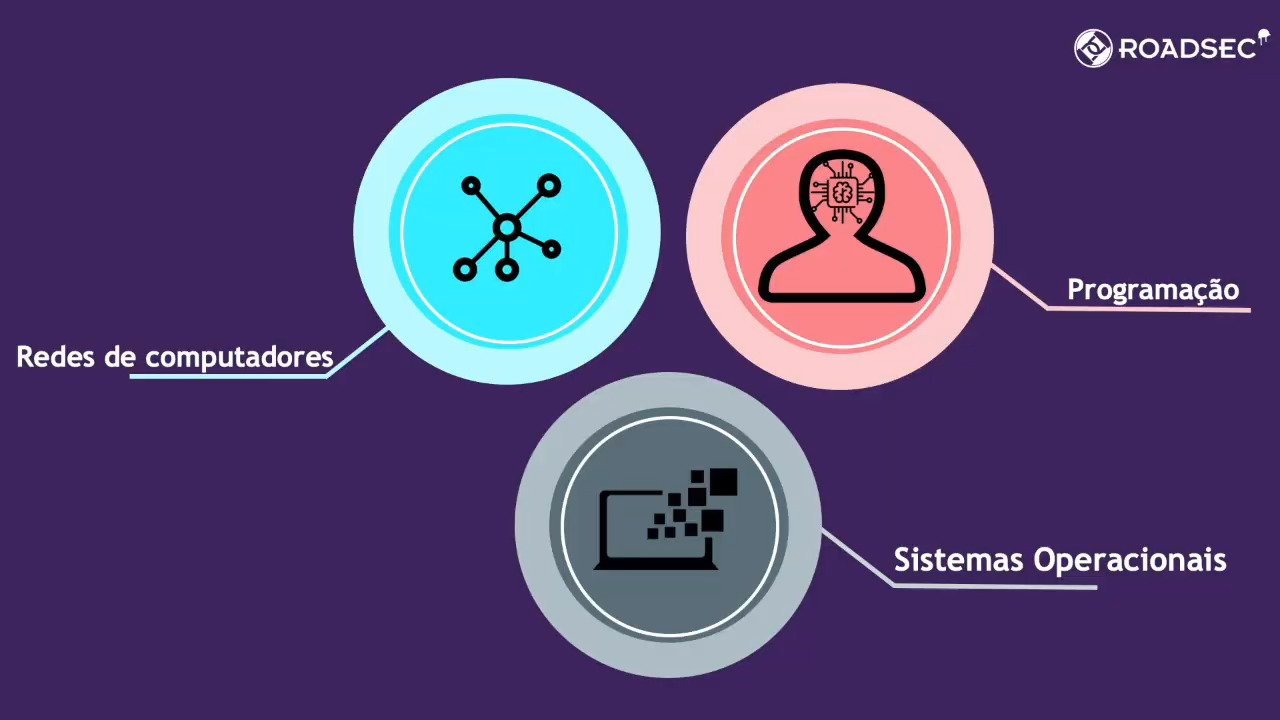 ROADSEC
Programação
Redes de computadores
Sistemas Operacionais